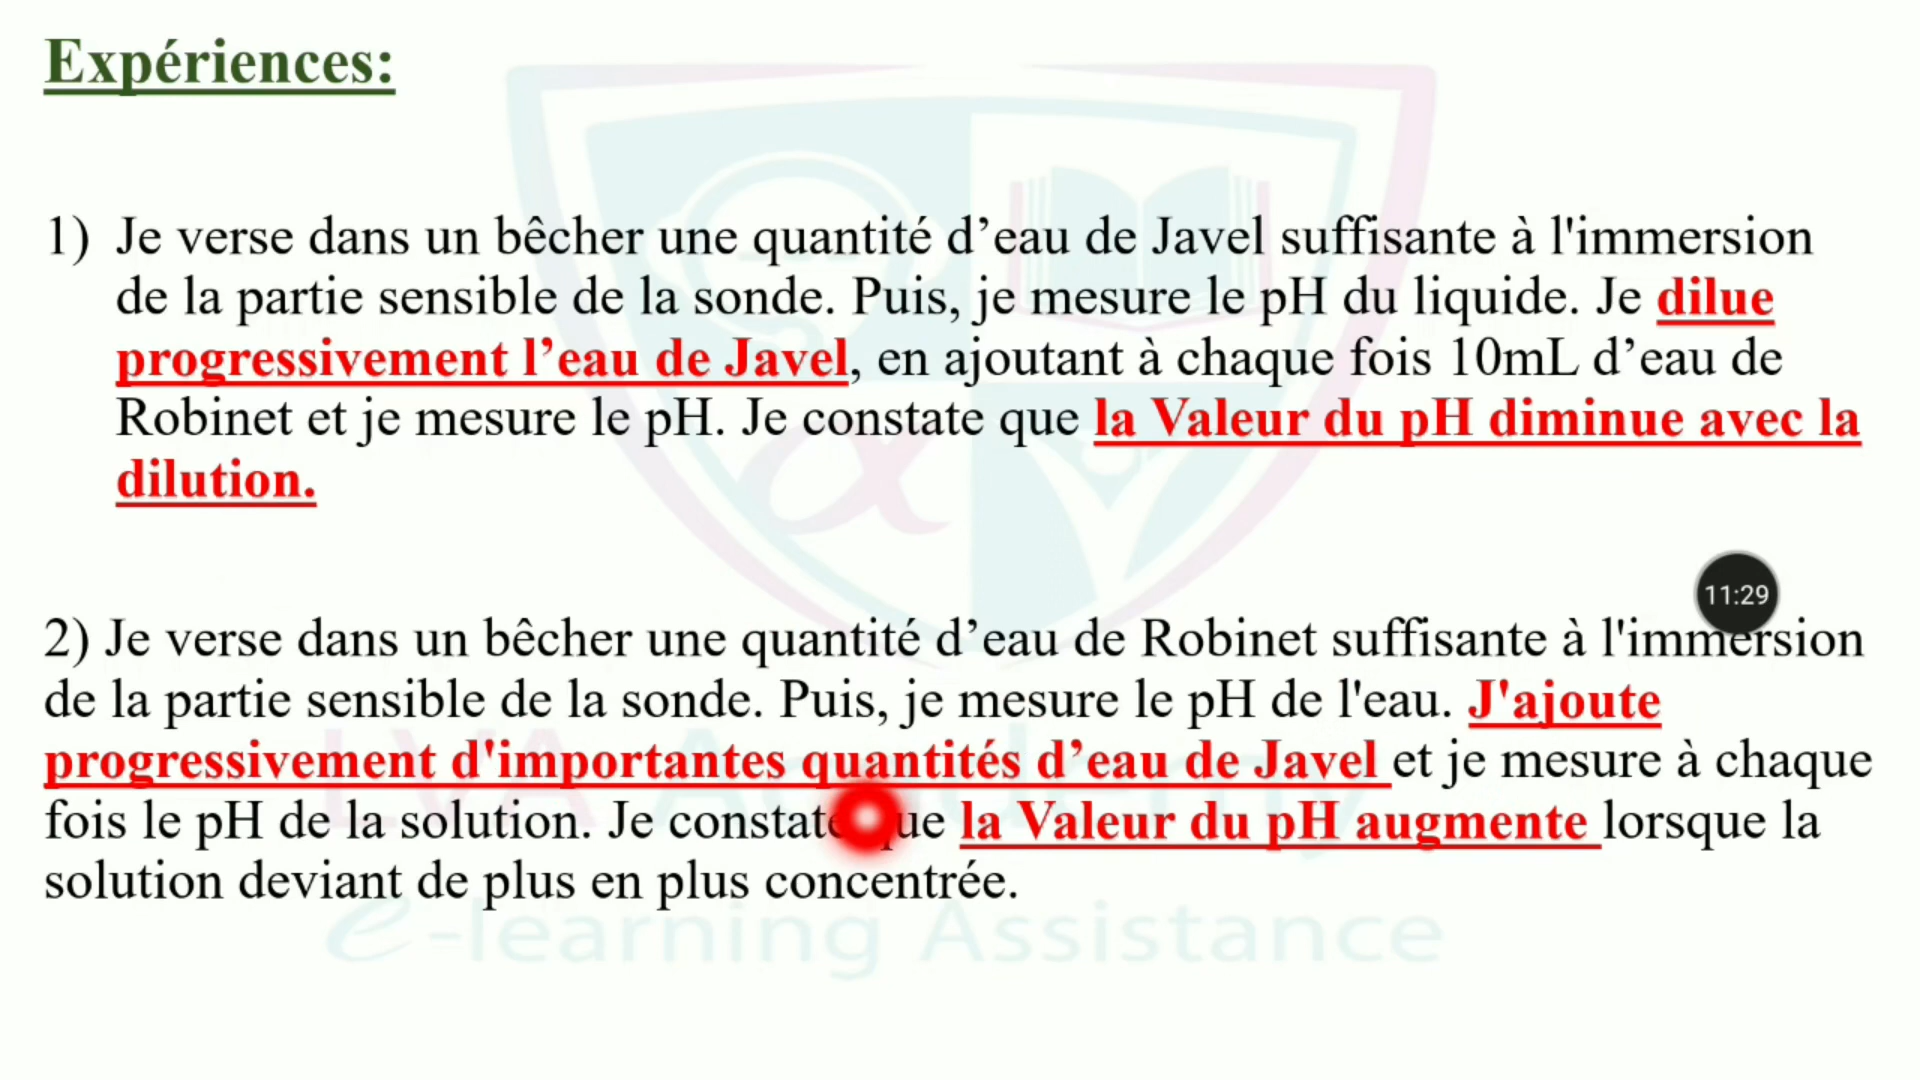 Expériences:
1) Je verse dans un bêcher une quantité d’eau de Javel suffisante à l'immersion
de la partie sensible de la sonde. Puis, je mesure le pH du liquide. Je dilue
progressivement l’eau de Javel, en ajoutant à chaque fois 10mL d’eau de
Robinet et je mesure le pH. Je constate que la Valeur du pH diminue avec la
dilution.
11:29
2) Je verse dans un bêcher une quantité d’eau de Robinet suffisante à l'immersion
de la partie sensible de la sonde. Puis, je mesure le pH de l'eau. J'ajoute
progressivement d'importantes quantités d’eau de Javel et je mesure à chaque
fois le pH de la solution. Je constate que la Valeur du pH augmente lorsque la
solution deviant de plus en plus concentrée.
LVA Academy
e-learning Assistance